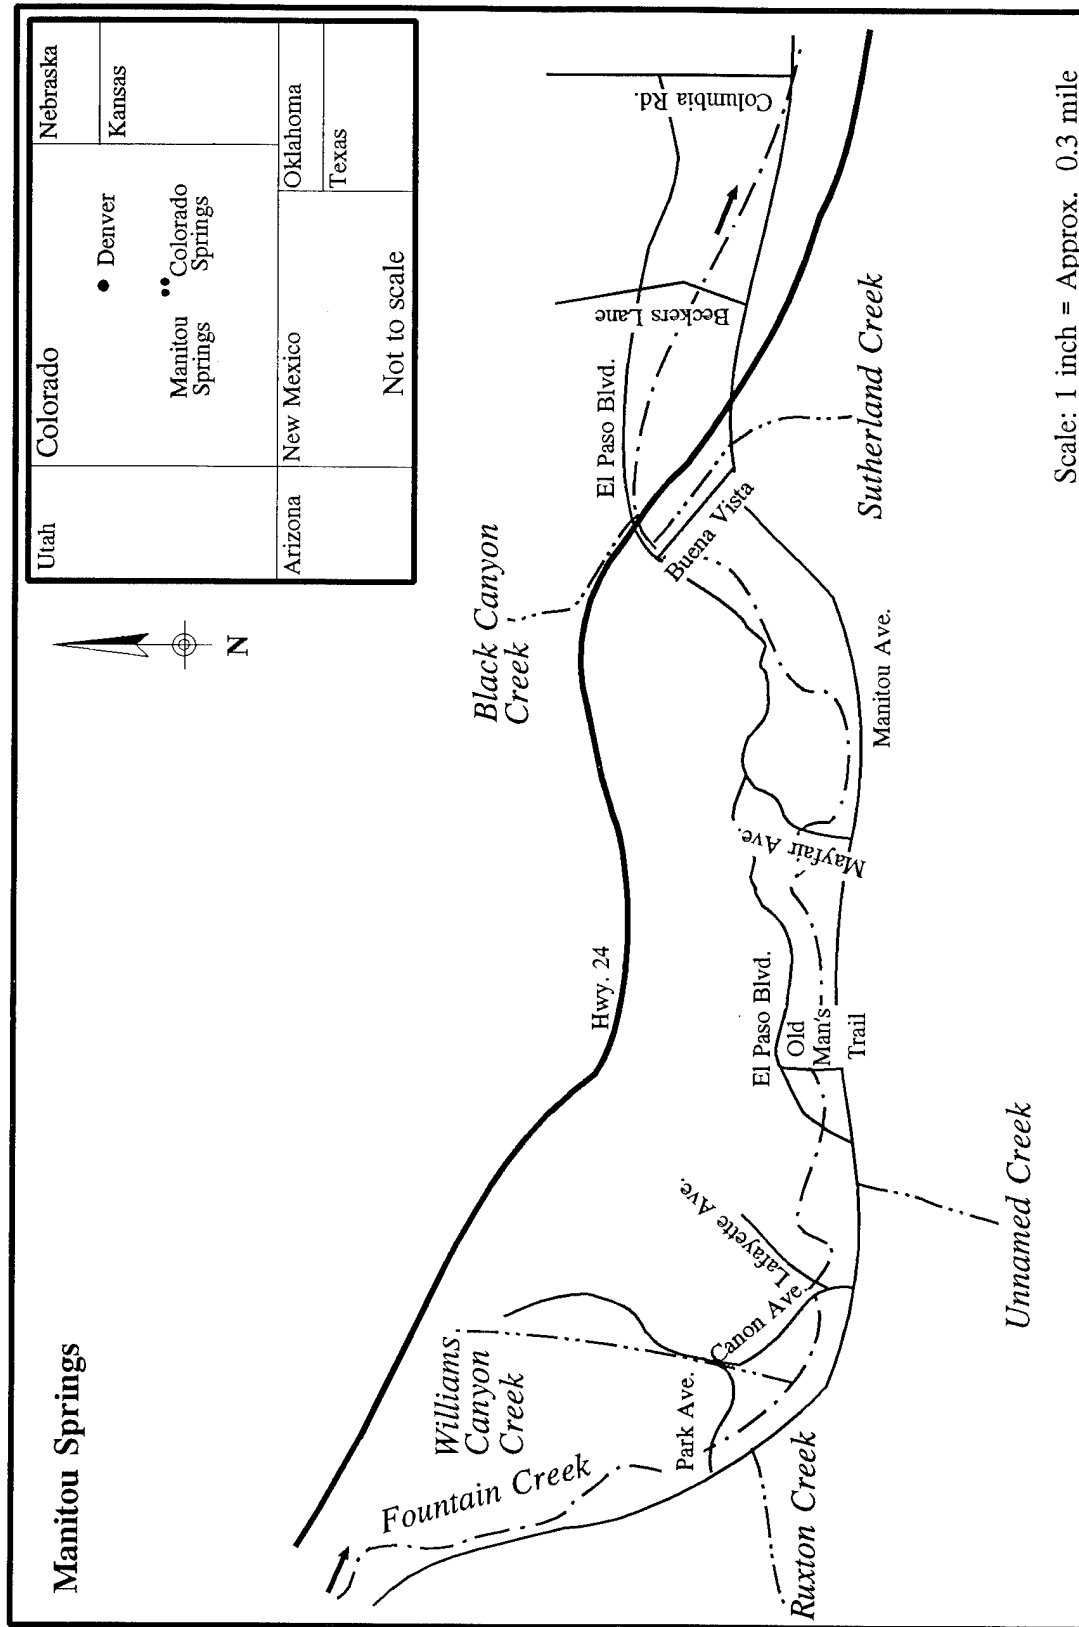 Manitou Springs
Utah
Colorado
Nebraska
Kansas
Denver
Manitou
Springs
Colorado
Springs
Arizona
New Mexico
Oklahoma
Texas
Not to scale
N
Williams
Canyon
Creek
Fountain Creek
Park Ave.
Canon Ave.
Lafayette Ave.
Ruxton Creek
Unnamed Creek
Hwy. 24
El Paso Blvd.
Old
Man's
Trail
Mayfair Ave.
Manitou Ave.
Black Canyon
Creek
Buena Vista
El Paso Blvd.
Beckers Lane
Columbia Rd.
Sutherland Creek
Scale: 1 inch = Approx. 0.3 mile